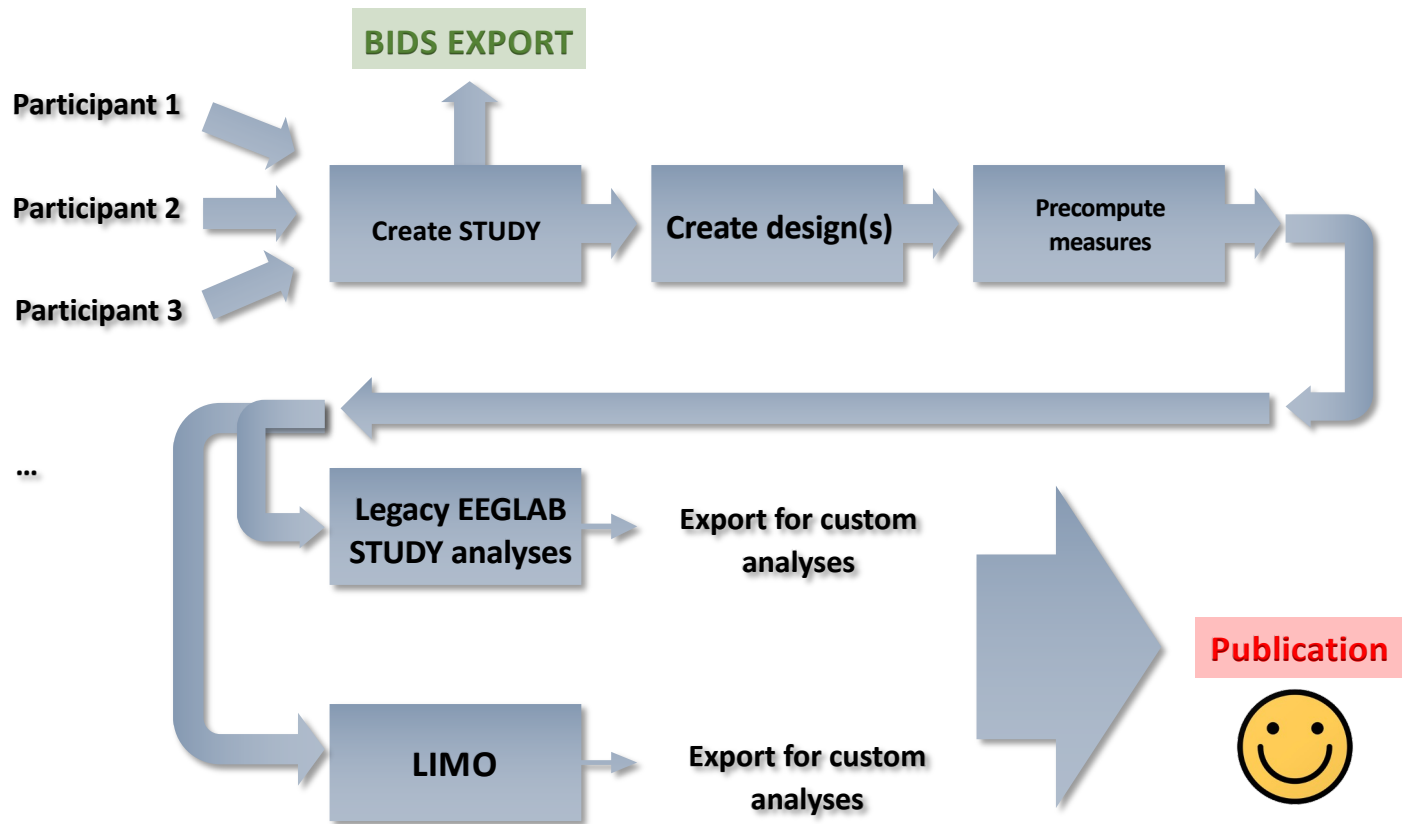 BIDS EXPORT
Participant 1
Participant 2
Participant 3
Create STUDY
Create design(s)
Precompute
measures
...
Legacy EEGLAB
STUDY analyses
Export for custom
analyses
LIMO
Export for custom
analyses
Publication